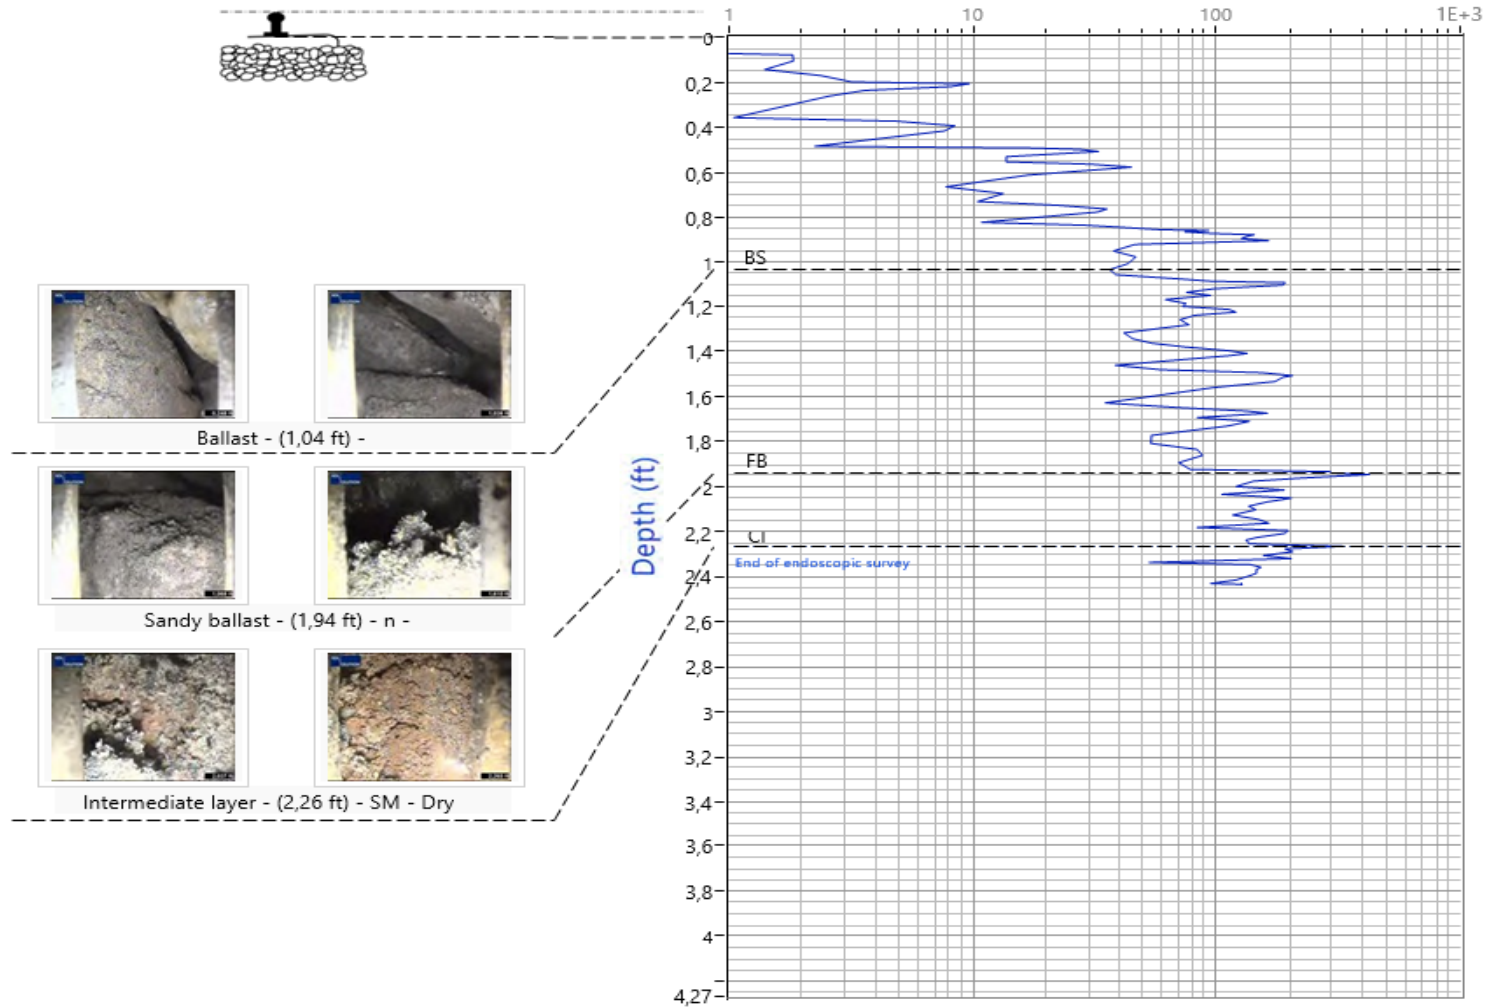 1 10 100 1E+3
0
0,2
0,4
0,6
0,8
BS
1
1,2
1,4
1,6
1,8
FB
2
2,2
CI
End of endoscopic survey
2,4
2,6
2,8
3
3,2
3,4
3,6
3,8
4
4,27
Depth (ft)
Ballast - (1,04 ft) -
Sandy ballast - (1,94 ft) - n -
Intermediate layer - (2,26 ft) - SM - Dry